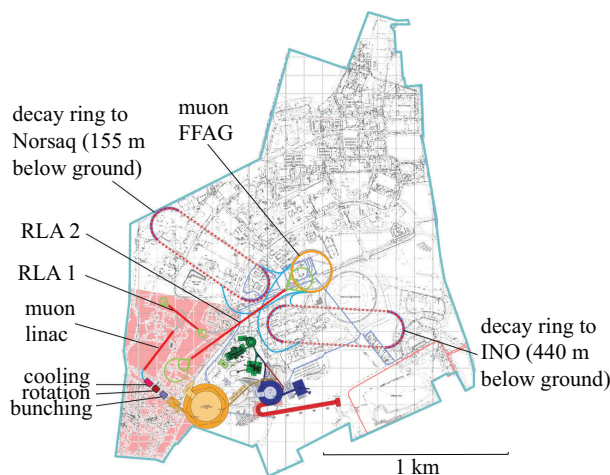 decay ring to
Norsaq (155 m
below ground)
muon
FFAG
RLA 2
RLA 1
muon
linac
cooling
rotation
bunching
decay ring to
INO (440 m
below ground)
1 km